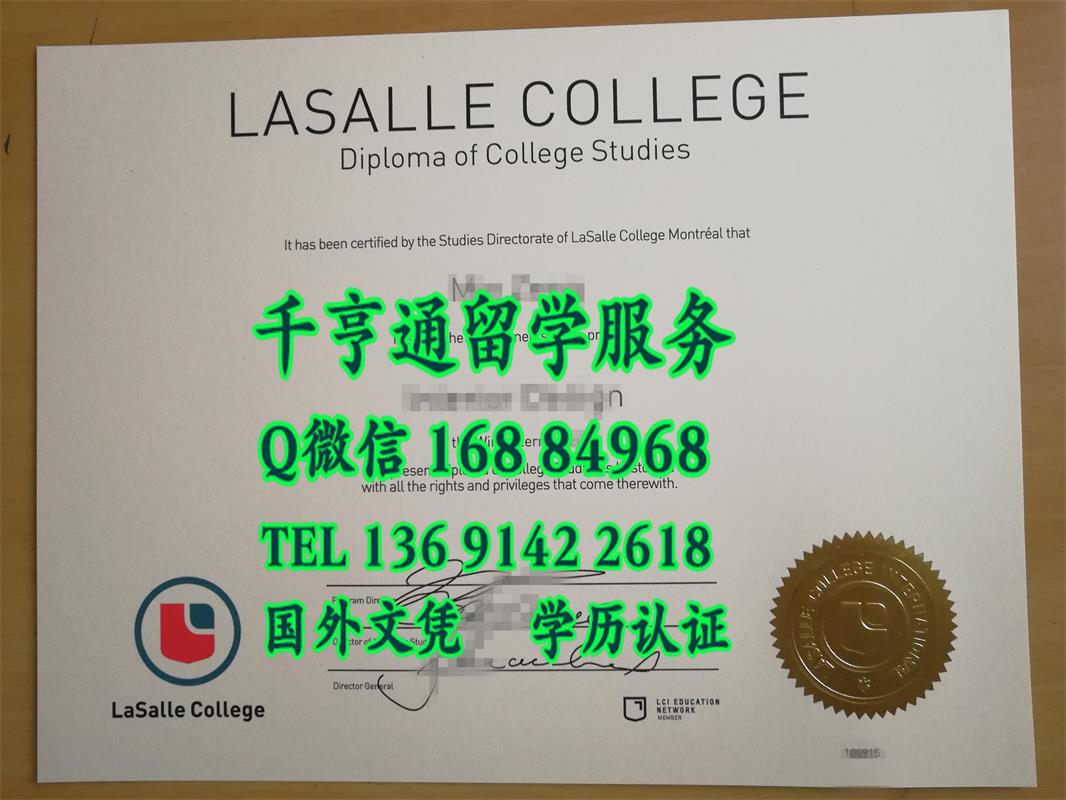 LASALLE COLLEGE
Diploma of College Studies
It has been certified by the Studies Directorate of LaSalle College Montréal that
千亨通留学服务
Q微信 168 84968
with all the rights and privileges that come therewith.
TEL 136 9142 2618
国外文凭 学历认证
Director General
LaSalle College
LCI EDUCATION
NETWORK
MEMBER
LASALLE COLLEGE INTERNATIONAL
100915